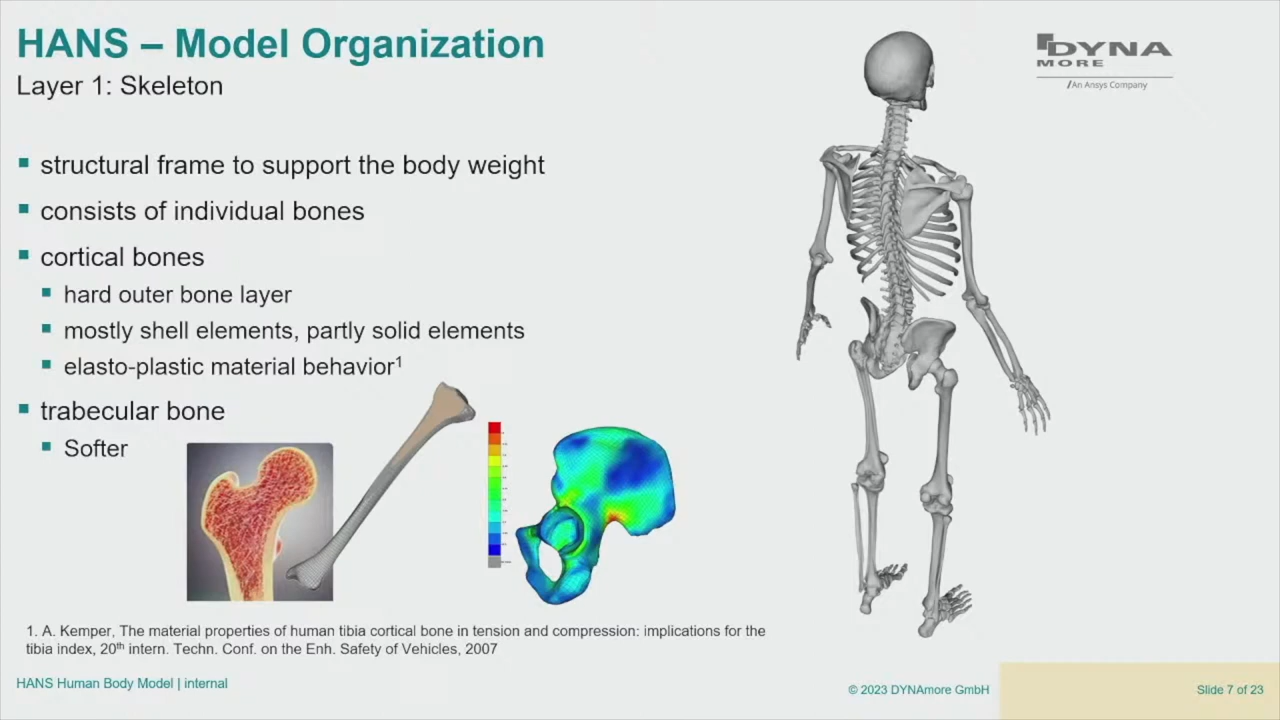 HANS – Model Organization
Layer 1: Skeleton
DYNA
MORE
/An Ansys Company
structural frame to support the body weight
consists of individual bones
cortical bones
hard outer bone layer
mostly shell elements, partly solid elements
elasto-plastic material behavior1
trabecular bone
Softer
1. A. Kemper, The material properties of human tibia cortical bone in tension and compression: implications for the
tibia index, 20th intern. Techn. Conf. on the Enh. Safety of Vehicles, 2007
HANS Human Body Model | internal
© 2023 DYNAmore GmbH
Slide 7 of 23